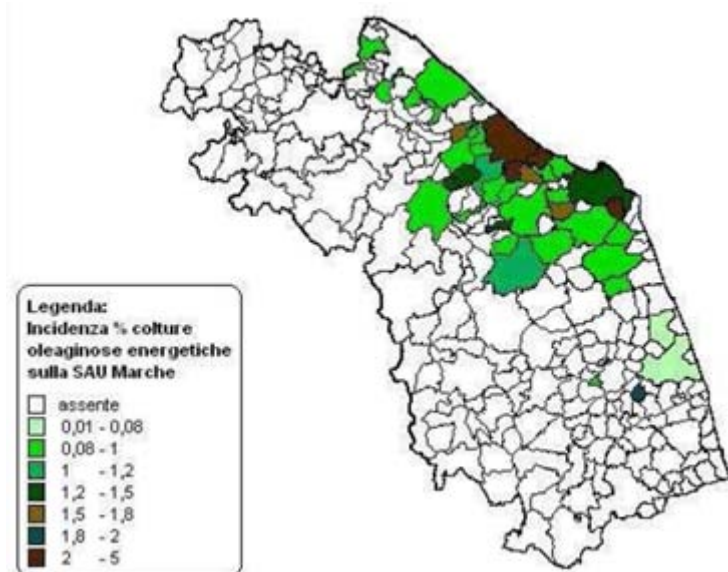 Legenda:
Incidenza % colture
oleaginose energetiche
sulla SAU Marche
assente
0,01 - 0,08
0,08 - 1
1 - 1,2
1,2 - 1,5
1,5 - 1,8
1,8 - 2
2 - 5